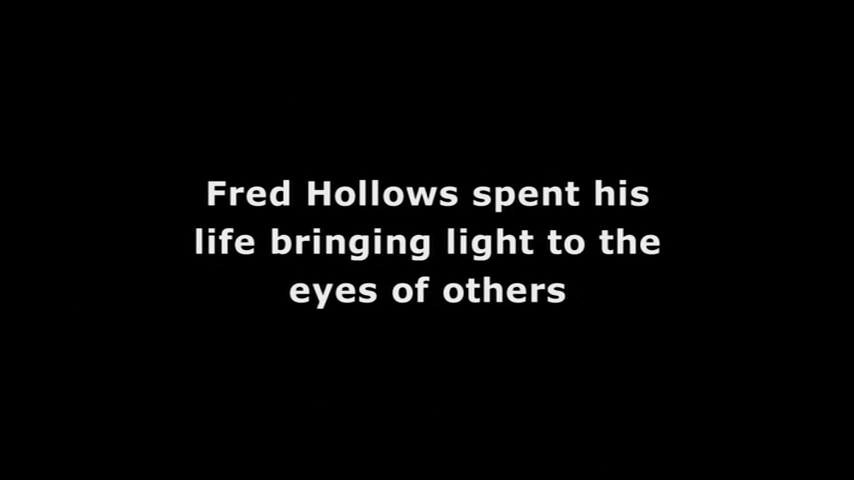 Fred Hollows spent his
life bringing light to the
eyes of others